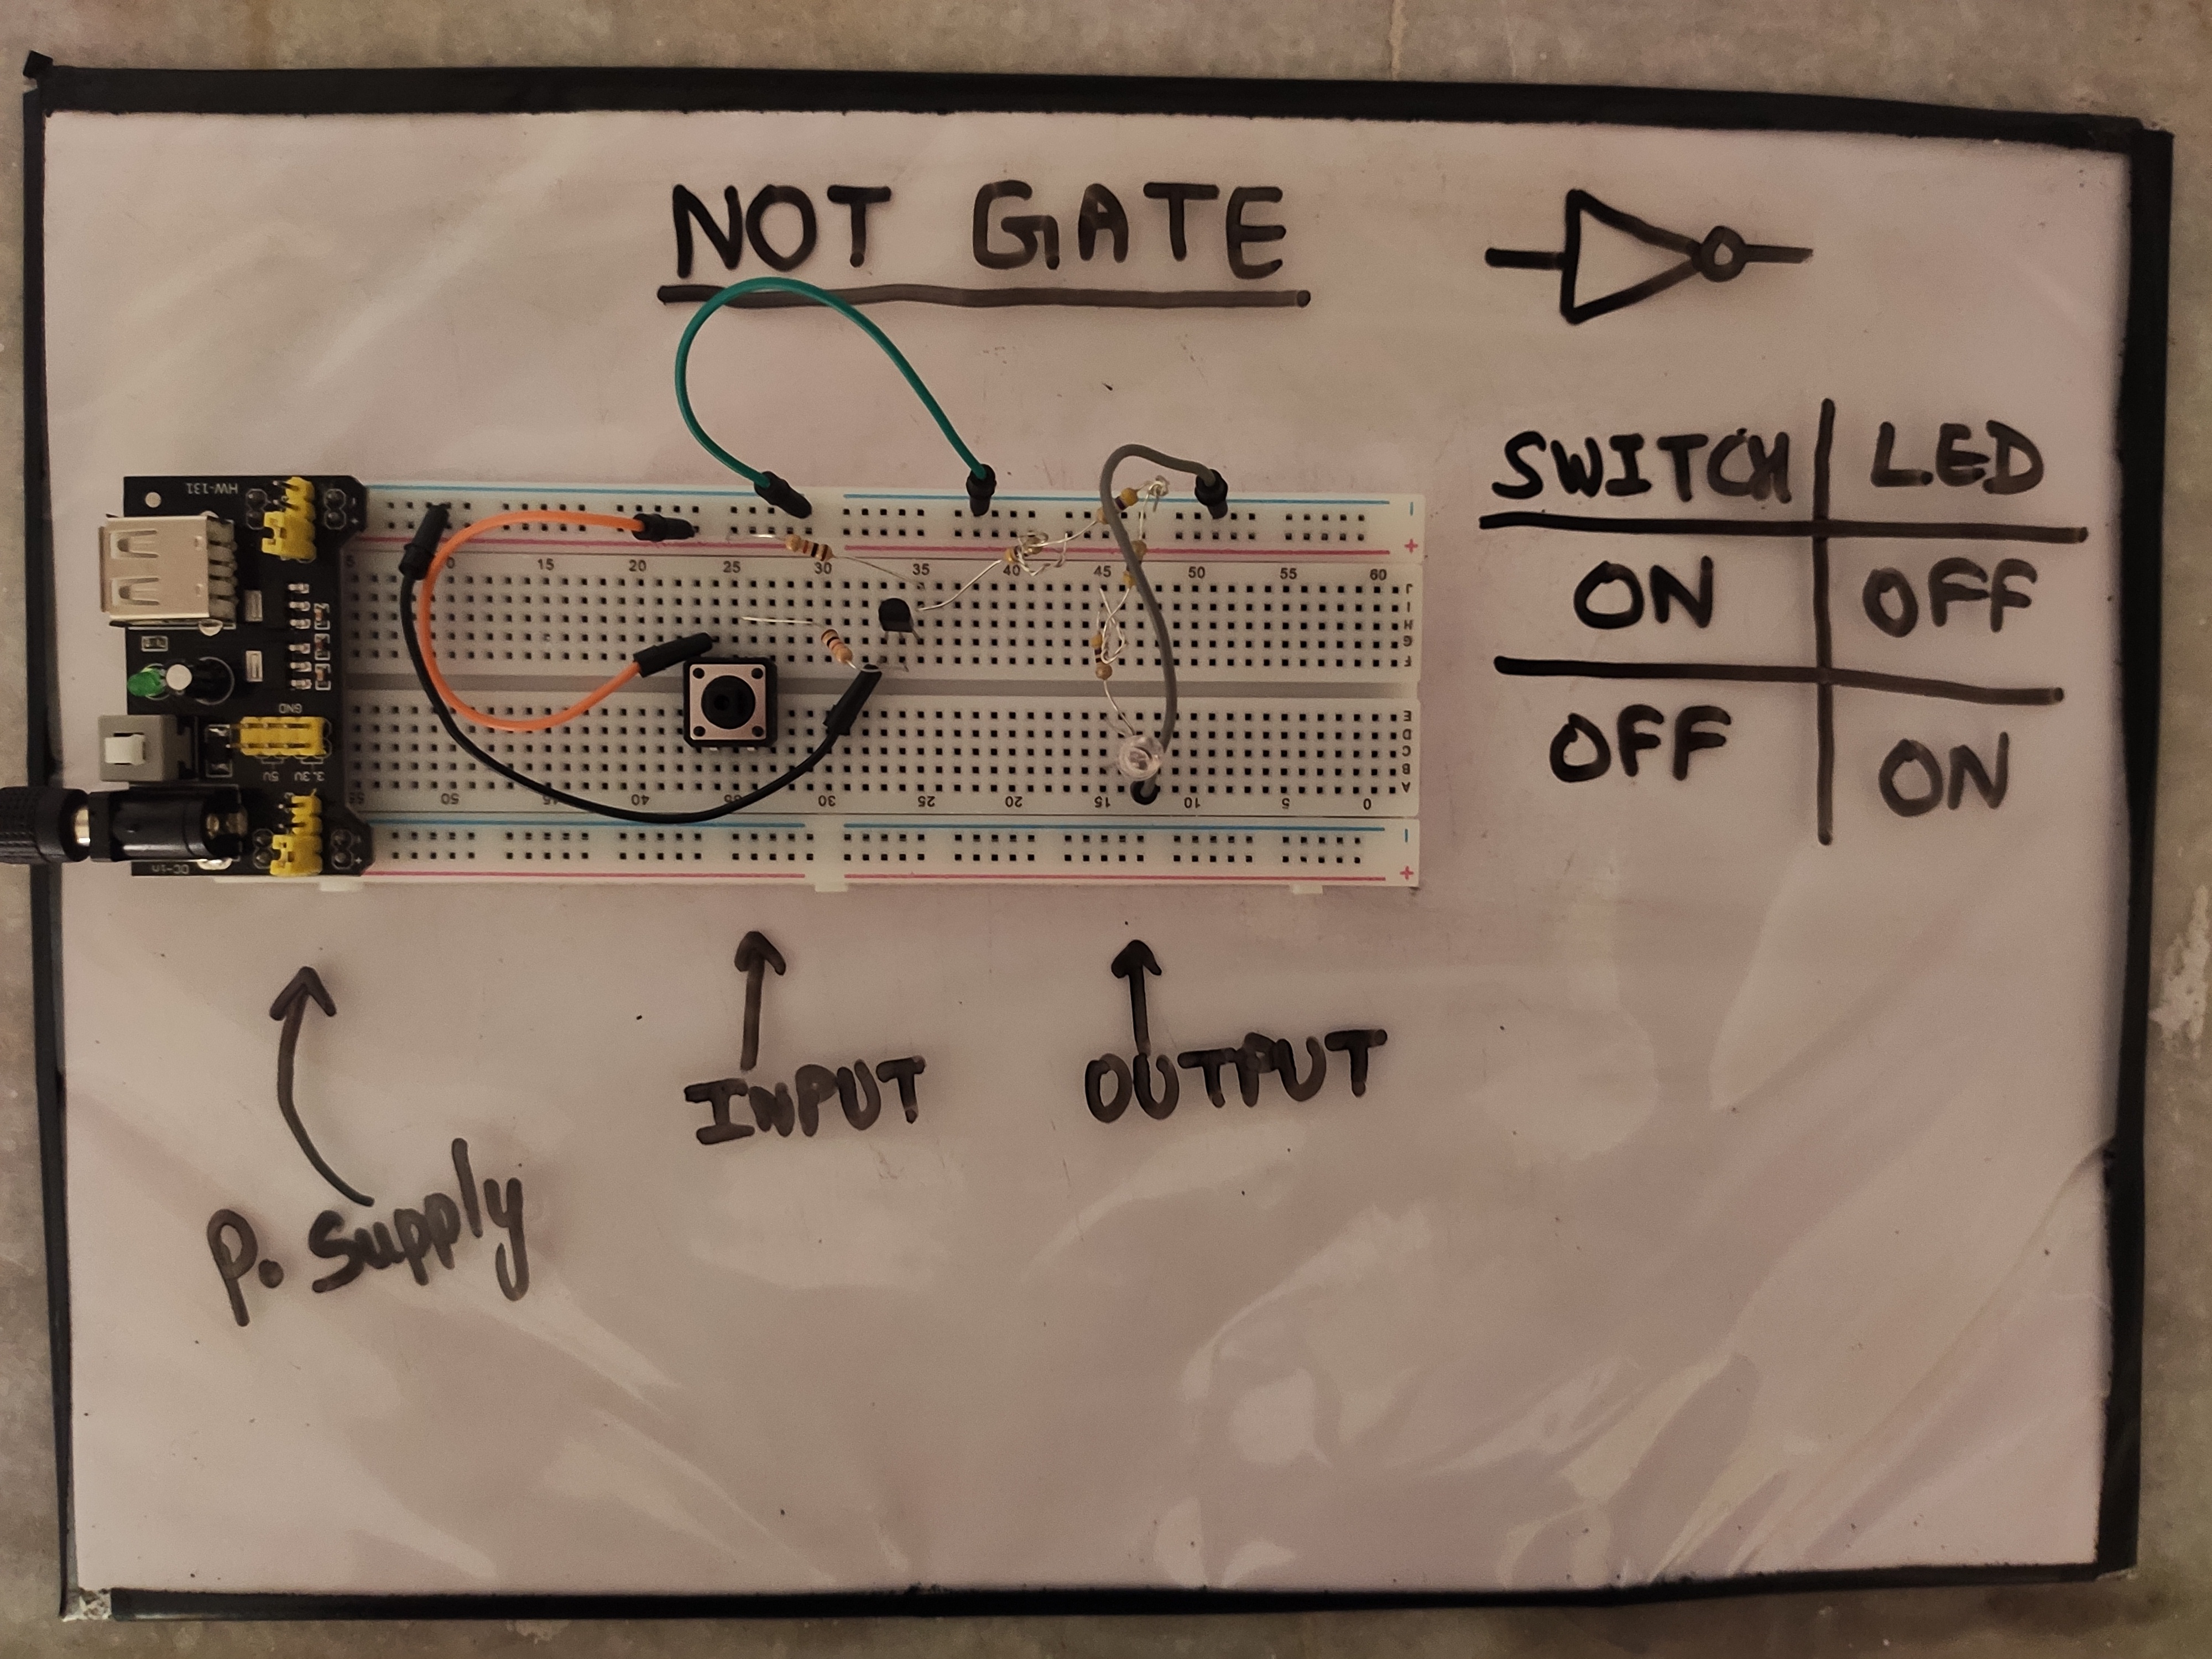 NOT GATE
SWITCH LED
ON OFF
OFF ON
HW-131
GND
5V 3.3V
DC-in
- +
15 20 25 30 35 40 45 50 55 60
J
I
H
G
F
E
D
C
B
A
50 45 40 35 30 25 20 15 10 5 0
- +
INPUT
OUTPUT
P. Supply